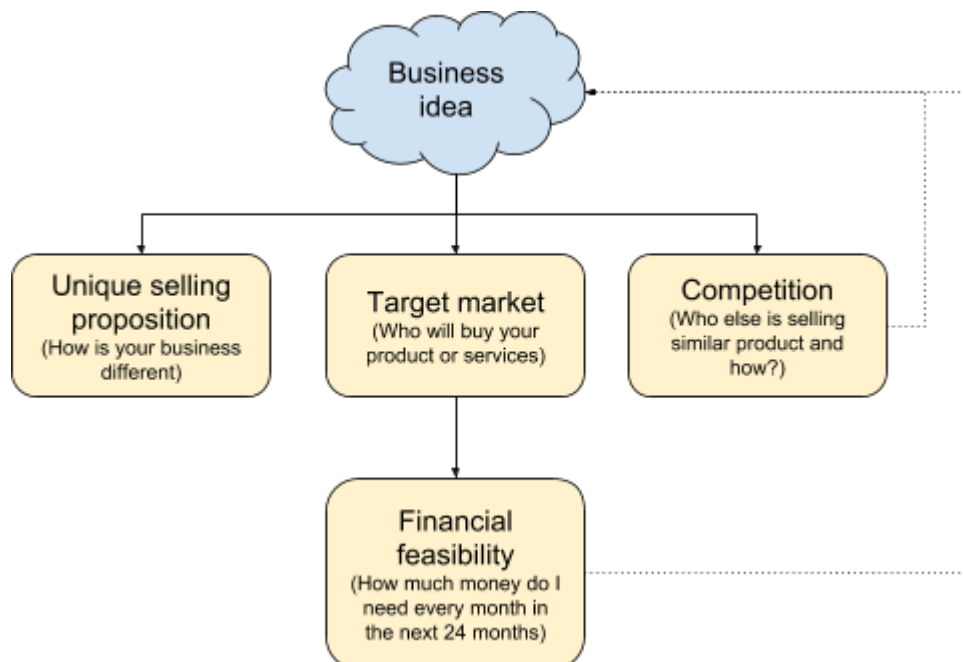 Business
idea
Unique selling
proposition
(How is your business
different)
Target market
(Who will buy your
product or services)
Competition
(Who else is selling
similar product and
how?)
Financial
feasibility
(How much money do I
need every month in
the next 24 months)